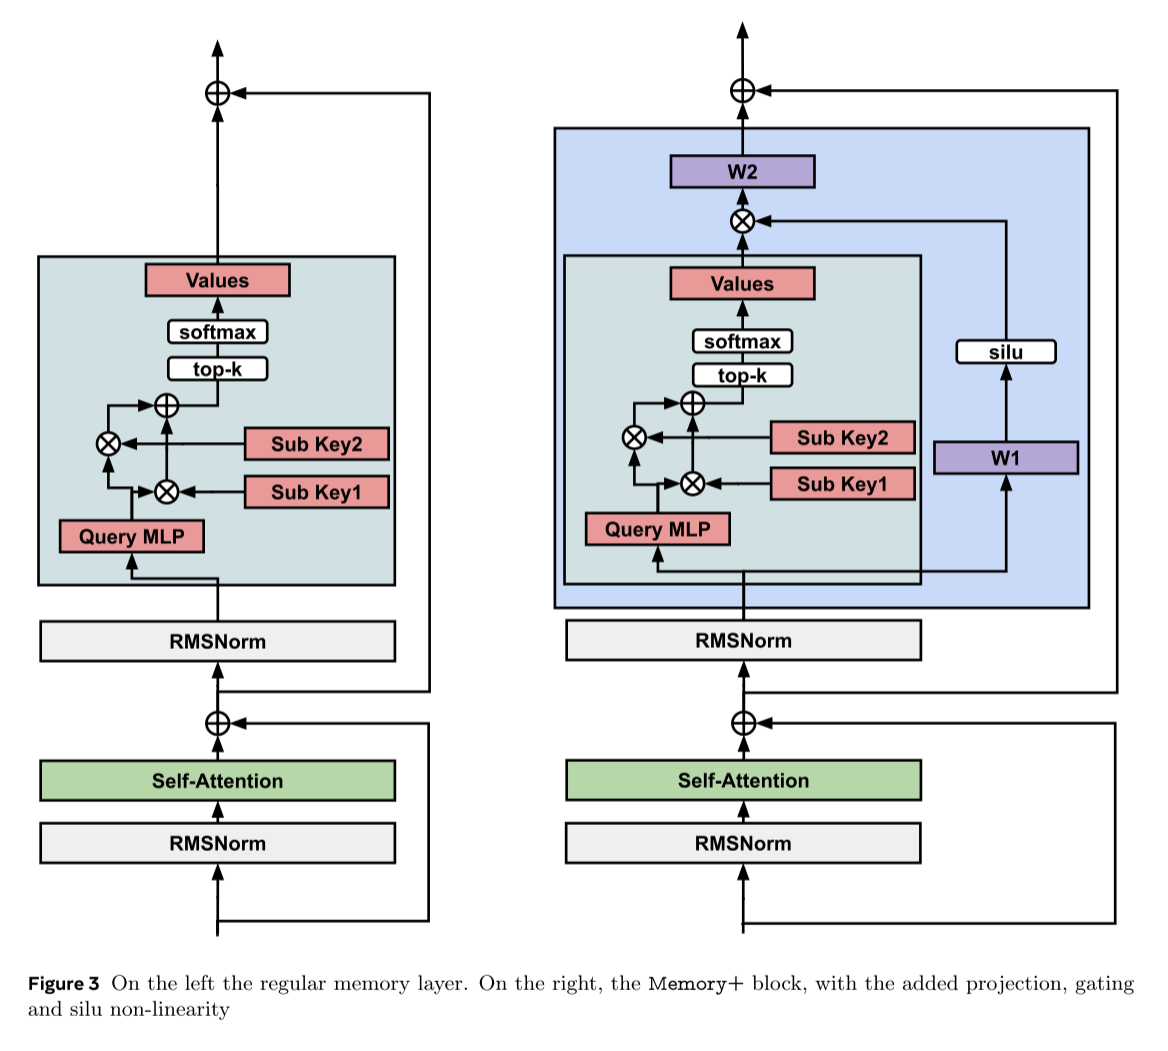 Values
softmax
top-k
Sub Key2
Sub Key1
Query MLP
RMSNorm
Self-Attention
RMSNorm
W2
Values
softmax
top-k
silu
Sub Key2
W1
Sub Key1
Query MLP
RMSNorm
Self-Attention
RMSNorm
Figure 3 On the left the regular memory layer. On the right, the Memory+ block, with the added projection, gating
and silu non-linearity